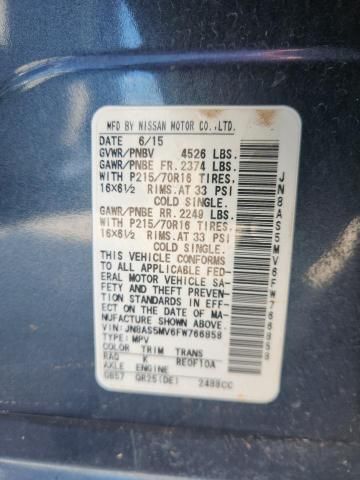 MFD BY NISSAN MOTOR CO.,LTD.
DATE 6/15
GVWR/PNBV 4526 LBS.
GAWR/PNBE FR. 2374 LBS.
WITH P215/70R16 TIRES,
16X6½ RIMS. AT 33 PSI
COLD SINGLE.
GAWR/PNBE RR. 2249 LBS.
WITH P215/70R16 TIRES,
16X6½ RIMS. AT 33 PSI
COLD SINGLE.
THIS VEHICLE CONFORMS
TO ALL APPLICABLE FED-
ERAL MOTOR VEHICLE SA-
FETY AND THEFT PREVEN-
TION STANDARDS IN EFF-
ECT ON THE DATE OF MA-
NUFACTURE SHOWN ABOVE.
VIN:JN8AS5MV6FW766858
TYPE:MPV
COLOR TRIM TRANS
RAQ K RE0F10A
AXLE ENGINE
GB57 QR25(DE) 2488CC
JN8AS5MV6FW766858